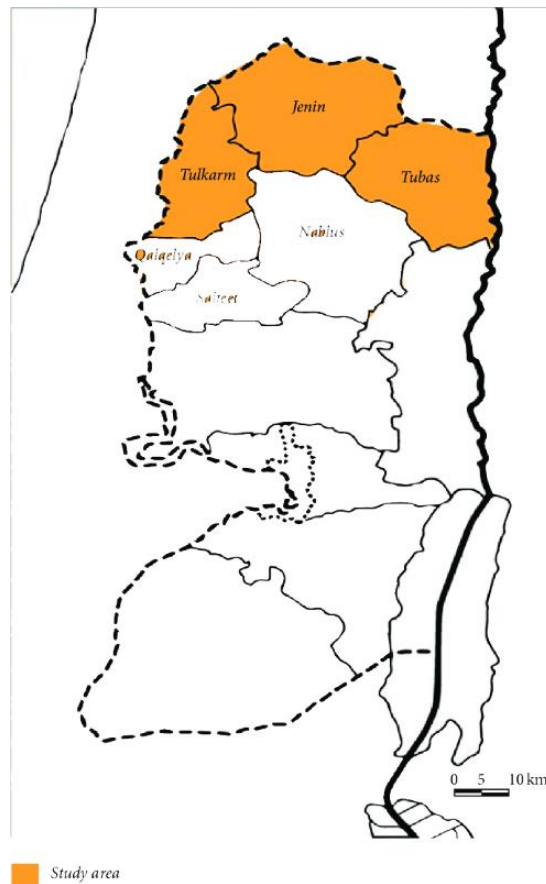 Jenin
Tulkarm
Tubas
Nablus
Qalqelya
Salfeet
0 5 10 km
Study area